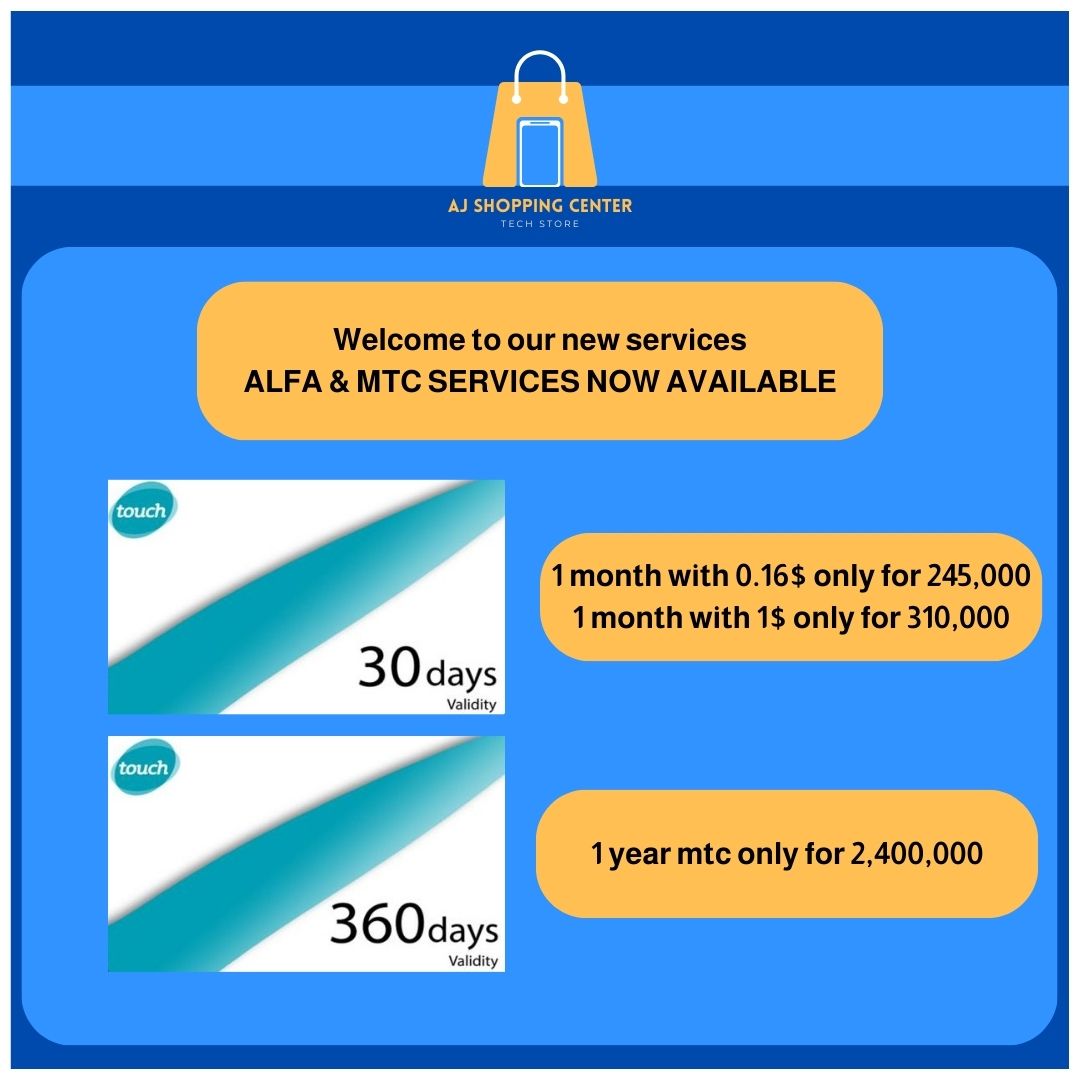 AJ SHOPPING CENTER
TECH STORE
Welcome to our new services
ALFA & MTC SERVICES NOW AVAILABLE
touch
30 days
Validity
1 month with 0.16$ only for 245,000
1 month with 1$ only for 310,000
touch
360 days
Validity
1 year mtc only for 2,400,000